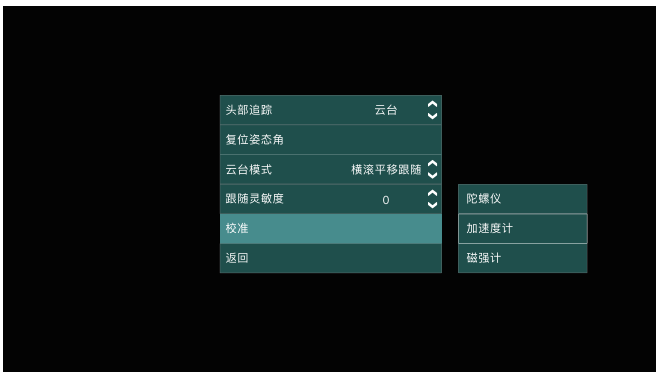 头部追踪 云台
复位姿态角
云台模式 横滚平移跟随
跟随灵敏度 0
陀螺仪
校准
加速度计
返回
磁强计